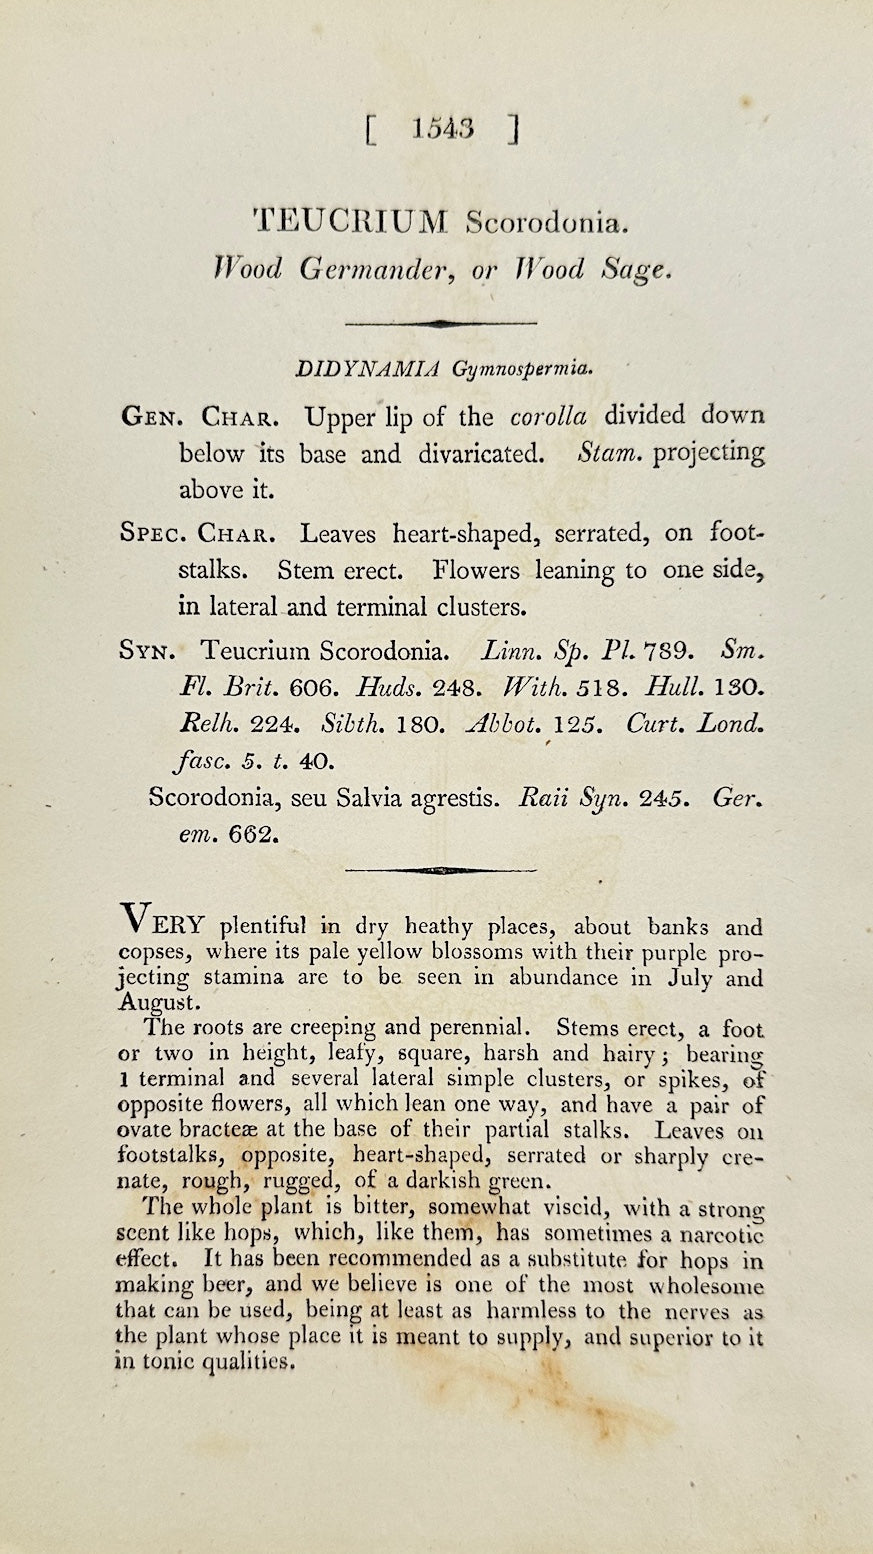 [ 1543 ]
TEUCRIUM Scorodonia.
Wood Germander, or Wood Sage.
DIDYNAMIA Gymnospermia.
GEN. CHAR. Upper lip of the corolla divided down
below its base and divaricated. Stam. projecting
above it.
SPEC. CHAR. Leaves heart-shaped, serrated, on foot-
stalks. Stem erect. Flowers leaning to one side,
in lateral and terminal clusters.
SYN. Teucrium Scorodonia. Linn. Sp. Pl. 789. Sm.
Fl. Brit. 606. Huds. 248. With. 518. Hull. 130.
Relh. 224. Sibth. 180. Abbot. 125. Curt. Lond.
fasc. 5. t. 40.
Scorodonia, seu Salvia agrestis. Raii Syn. 245. Ger.
em. 662.
VERY plentiful in dry heathy places, about banks and
copses, where its pale yellow blossoms with their purple pro-
jecting stamina are to be seen in abundance in July and
August.
The roots are creeping and perennial. Stems erect, a foot
or two in height, leafy, square, harsh and hairy; bearing
1 terminal and several lateral simple clusters, or spikes, of
opposite flowers, all which lean one way, and have a pair of
ovate bracteæ at the base of their partial stalks. Leaves on
footstalks, opposite, heart-shaped, serrated or sharply cre-
nate, rough, rugged, of a darkish green.
The whole plant is bitter, somewhat viscid, with a strong
scent like hops, which, like them, has sometimes a narcotic
effect. It has been recommended as a substitute for hops in
making beer, and we believe is one of the most wholesome
that can be used, being at least as harmless to the nerves as
the plant whose place it is meant to supply, and superior to it
in tonic qualities.